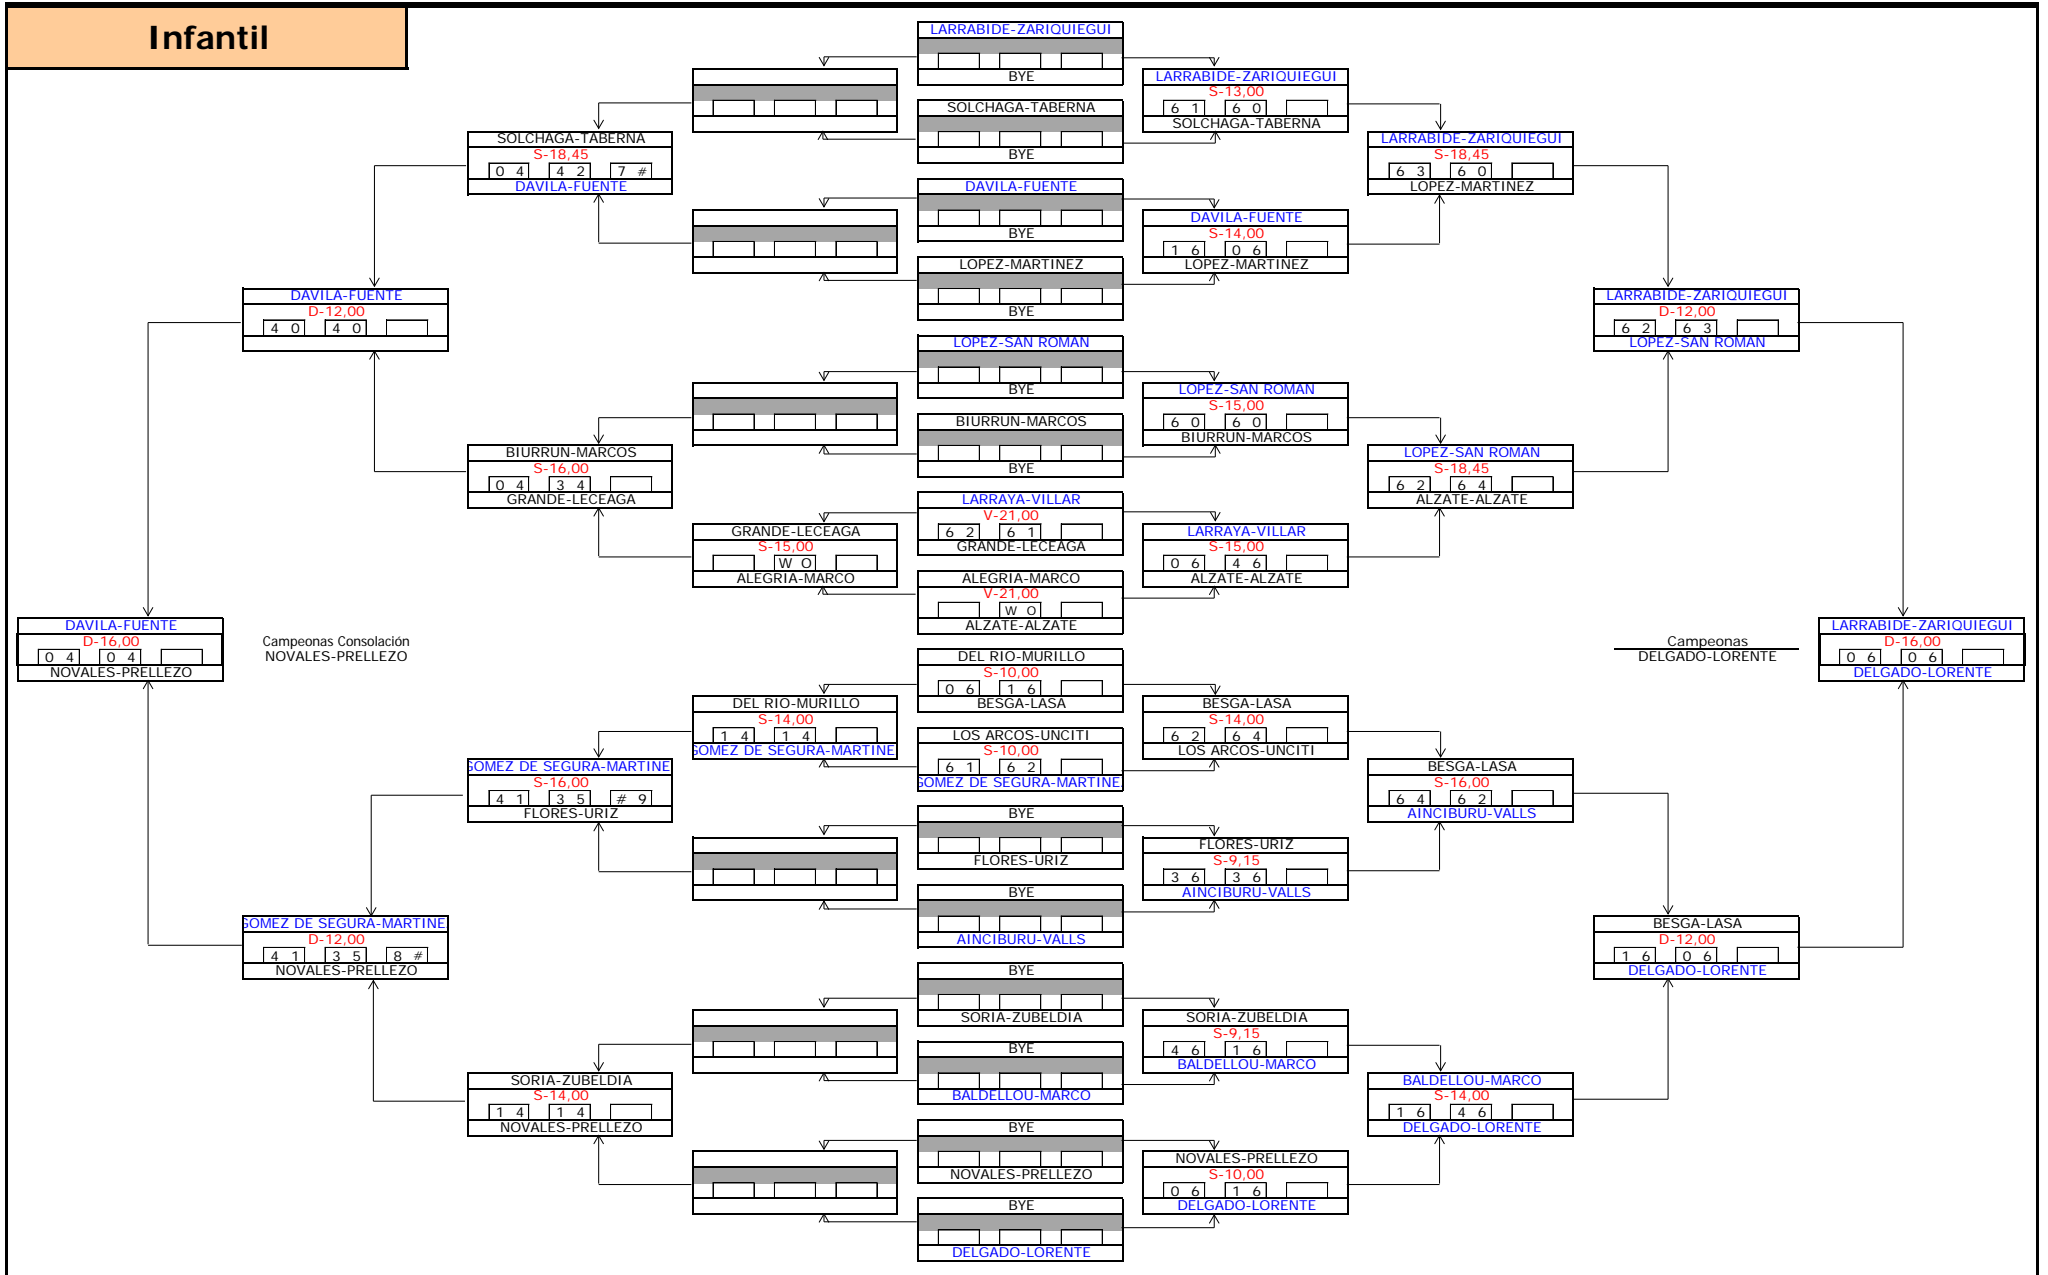 Infantil
DAVILA-FUENTE
D-16,00
0 4 0 4
NOVALES-PRELLEZO
Campeonas Consolación
NOVALES-PRELLEZO
DAVILA-FUENTE
D-12,00
4 0 4 0
GOMEZ DE SEGURA-MARTINE
D-12,00
4 1 3 5 8 #
NOVALES-PRELLEZO
SOLCHAGA-TABERNA
S-18,45
0 4 4 2 7 #
DAVILA-FUENTE
BIURRUN-MARCOS
S-16,00
0 4 3 4
GRANDE-LECEAGA
GOMEZ DE SEGURA-MARTINE
S-16,00
4 1 3 5 # 9
FLORES-URIZ
SORIA-ZUBELDIA
S-14,00
1 4 1 4
NOVALES-PRELLEZO
GRANDE-LECEAGA
S-15,00
W O
ALEGRIA-MARCO
DEL RIO-MURILLO
S-14,00
1 4 1 4
GOMEZ DE SEGURA-MARTINE
LARRABIDE-ZARIQUIEGUI
BYE
SOLCHAGA-TABERNA
BYE
DAVILA-FUENTE
BYE
LOPEZ-MARTINEZ
BYE
LOPEZ-SAN ROMAN
BYE
BIURRUN-MARCOS
BYE
LARRAYA-VILLAR
V-21,00
6 2 6 1
GRANDE-LECEAGA
ALEGRIA-MARCO
V-21,00
W O
ALZATE-ALZATE
DEL RIO-MURILLO
S-10,00
0 6 1 6
BESGA-LASA
LOS ARCOS-UNCITI
S-10,00
6 1 6 2
GOMEZ DE SEGURA-MARTINE
BYE
FLORES-URIZ
BYE
AINCIBURU-VALLS
BYE
SORIA-ZUBELDIA
BYE
BALDELLOU-MARCO
BYE
NOVALES-PRELLEZO
BYE
DELGADO-LORENTE
LARRABIDE-ZARIQUIEGUI
S-13,00
6 1 6 0
SOLCHAGA-TABERNA
DAVILA-FUENTE
S-14,00
1 6 0 6
LOPEZ-MARTINEZ
LOPEZ-SAN ROMAN
S-15,00
6 0 6 0
BIURRUN-MARCOS
LARRAYA-VILLAR
S-15,00
0 6 4 6
ALZATE-ALZATE
BESGA-LASA
S-14,00
6 2 6 4
LOS ARCOS-UNCITI
FLORES-URIZ
S-9,15
3 6 3 6
AINCIBURU-VALLS
SORIA-ZUBELDIA
S-9,15
4 6 1 6
BALDELLOU-MARCO
NOVALES-PRELLEZO
S-10,00
0 6 1 6
DELGADO-LORENTE
LARRABIDE-ZARIQUIEGUI
S-18,45
6 3 6 0
LOPEZ-MARTINEZ
LOPEZ-SAN ROMAN
S-18,45
6 2 6 4
ALZATE-ALZATE
BESGA-LASA
S-16,00
6 4 6 2
AINCIBURU-VALLS
BALDELLOU-MARCO
S-14,00
1 6 4 6
DELGADO-LORENTE
LARRABIDE-ZARIQUIEGUI
D-12,00
6 2 6 3
LOPEZ-SAN ROMAN
BESGA-LASA
D-12,00
1 6 0 6
DELGADO-LORENTE
Campeonas
DELGADO-LORENTE
LARRABIDE-ZARIQUIEGUI
D-16,00
0 6 0 6
DELGADO-LORENTE